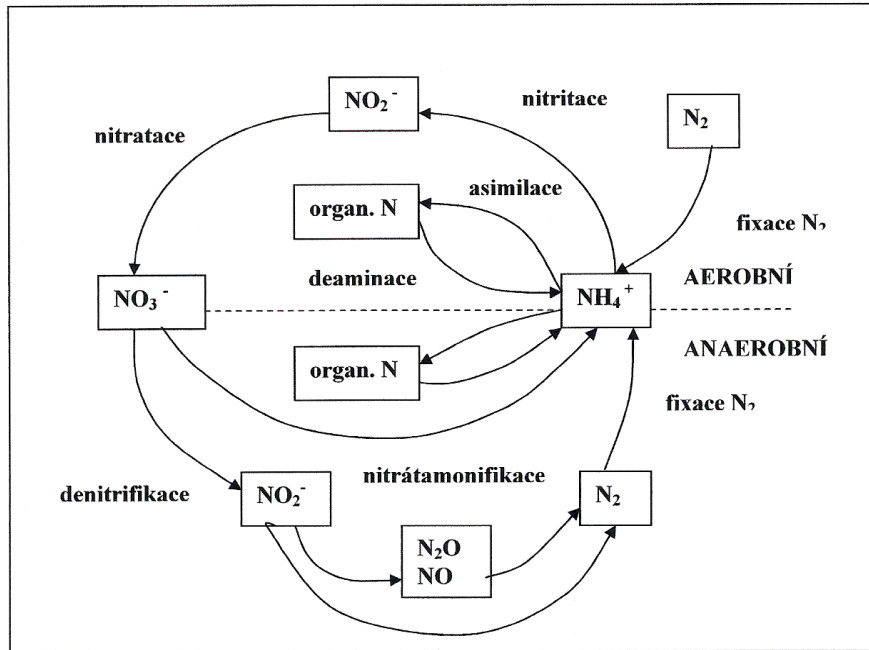 NO₂⁻
nitritace
N₂
nitratace
asimilace
organ. N
fixace N₂
deaminace
AEROBNÍ
NO₃⁻
NH₄⁺
ANAEROBNÍ
organ. N
fixace N₂
nitrátamonifikace
denitrifikace
NO₂⁻
N₂
N₂O
NO